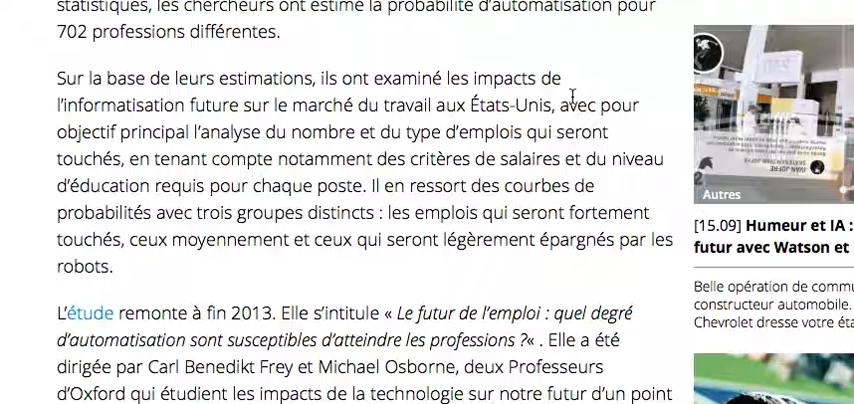 statistiques, les chercheurs ont estimé la probabilité d'automatisation pour
702 professions différentes.
Sur la base de leurs estimations, ils ont examiné les impacts de
l'informatisation future sur le marché du travail aux États-Unis, avec pour
objectif principal l'analyse du nombre et du type d'emplois qui seront
touchés, en tenant compte notamment des critères de salaires et du niveau
d'éducation requis pour chaque poste. Il en ressort des courbes de
probabilités avec trois groupes distincts : les emplois qui seront fortement
touchés, ceux moyennement et ceux qui seront légèrement épargnés par les
robots.
L'étude remonte à fin 2013. Elle s'intitule « Le futur de l'emploi : quel degré
d'automatisation sont susceptibles d'atteindre les professions ?« . Elle a été
dirigée par Carl Benedikt Frey et Michael Osborne, deux Professeurs
d'Oxford qui étudient les impacts de la technologie sur notre futur d'un point
Autres
[15.09] Humeur et IA :
futur avec Watson et
Belle opération de commu
constructeur automobile.
Chevrolet dresse votre éta